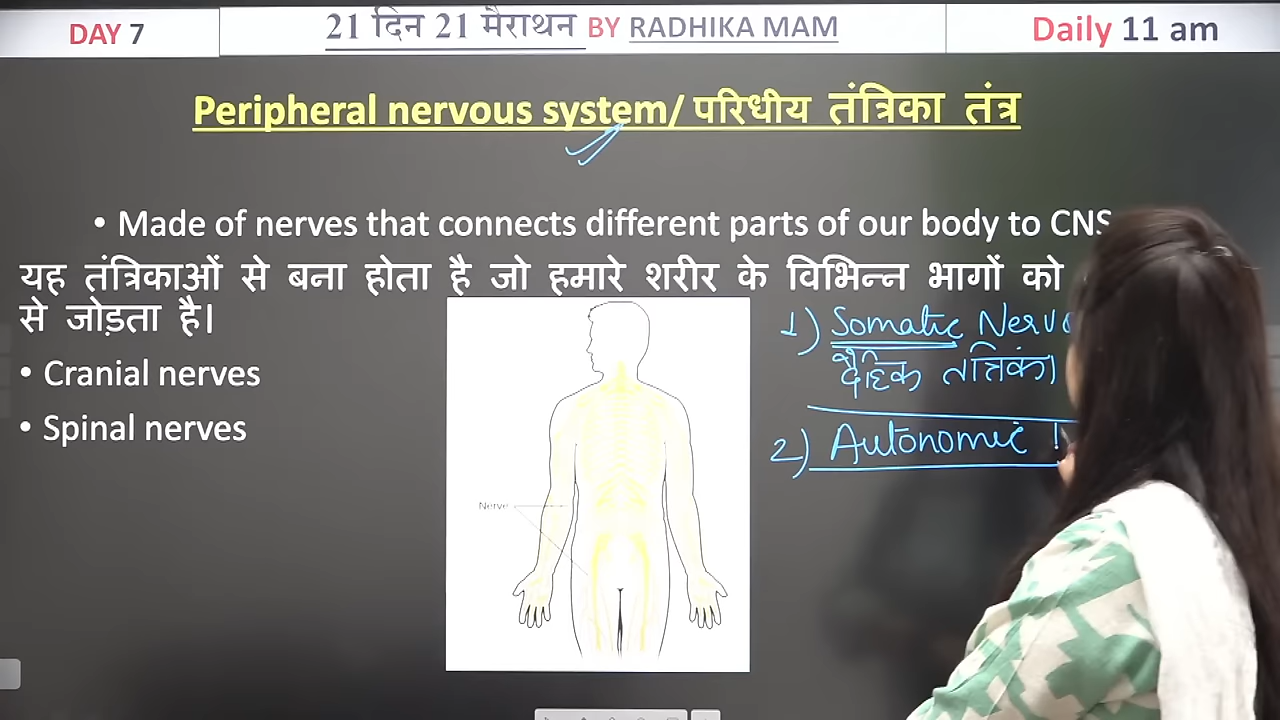 DAY 7
21 दिन 21 मैराथन BY RADHIKA MAM
Daily 11 am
Peripheral nervous system/ परिधीय तंत्रिका तंत्र
• Made of nerves that connects different parts of our body to CNS
यह तंत्रिकाओं से बना होता है जो हमारे शरीर के विभिन्न भागों को
से जोड़ता है।
• Cranial nerves
• Spinal nerves
Nerve
1) Somatic Nervo
दैहिक तंत्रिका
2) Autonomic